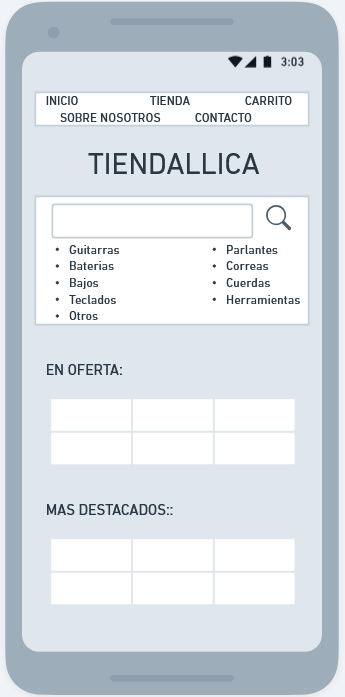 3:03
INICIO TIENDA CARRITO
SOBRE NOSOTROS CONTACTO
TIENDALLICA
• Guitarras • Parlantes
• Baterias • Correas
• Bajos • Cuerdas
• Teclados • Herramientas
• Otros
EN OFERTA:
MAS DESTACADOS::